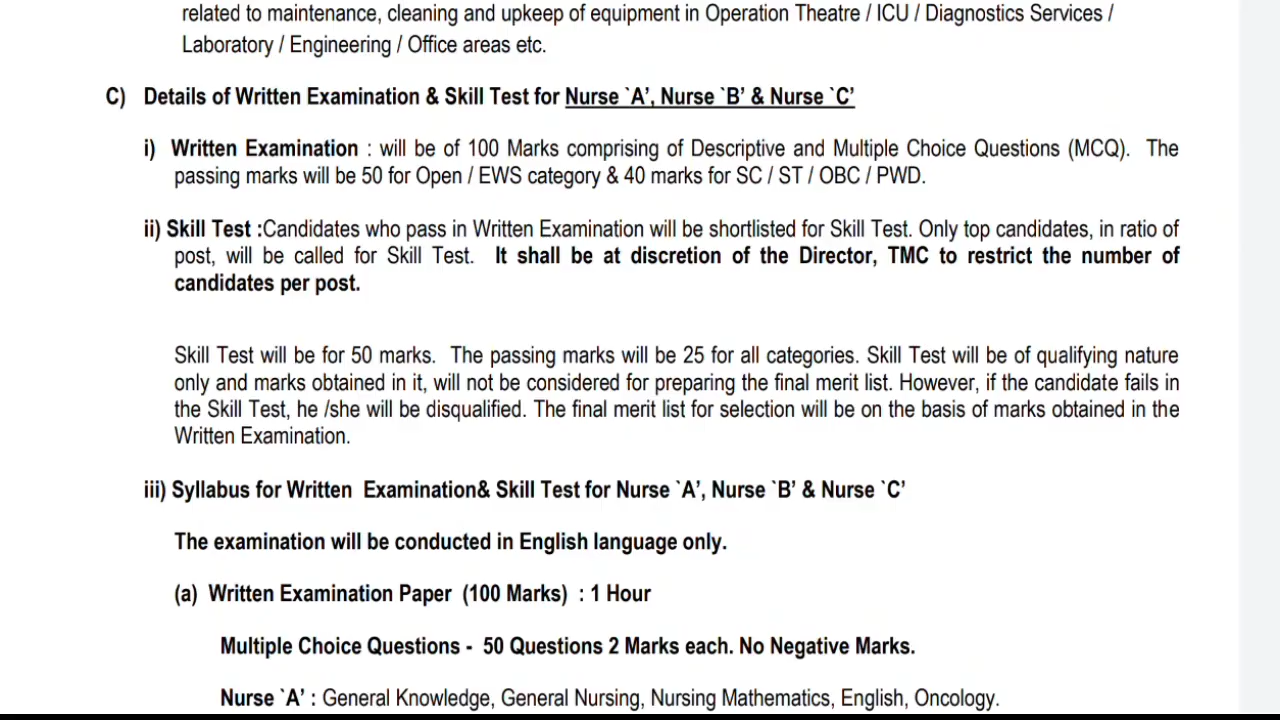 related to maintenance, cleaning and upkeep of equipment in Operation Theatre / ICU / Diagnostics Services /
Laboratory / Engineering / Office areas etc.
C) Details of Written Examination & Skill Test for Nurse `A’, Nurse `B’ & Nurse `C’
i) Written Examination : will be of 100 Marks comprising of Descriptive and Multiple Choice Questions (MCQ). The
passing marks will be 50 for Open / EWS category & 40 marks for SC / ST / OBC / PWD.
ii) Skill Test :Candidates who pass in Written Examination will be shortlisted for Skill Test. Only top candidates, in ratio of
post, will be called for Skill Test. It shall be at discretion of the Director, TMC to restrict the number of
candidates per post.
Skill Test will be for 50 marks. The passing marks will be 25 for all categories. Skill Test will be of qualifying nature
only and marks obtained in it, will not be considered for preparing the final merit list. However, if the candidate fails in
the Skill Test, he /she will be disqualified. The final merit list for selection will be on the basis of marks obtained in the
Written Examination.
iii) Syllabus for Written Examination& Skill Test for Nurse `A’, Nurse `B’ & Nurse `C’
The examination will be conducted in English language only.
(a) Written Examination Paper (100 Marks) : 1 Hour
Multiple Choice Questions - 50 Questions 2 Marks each. No Negative Marks.
Nurse `A’ : General Knowledge, General Nursing, Nursing Mathematics, English, Oncology.